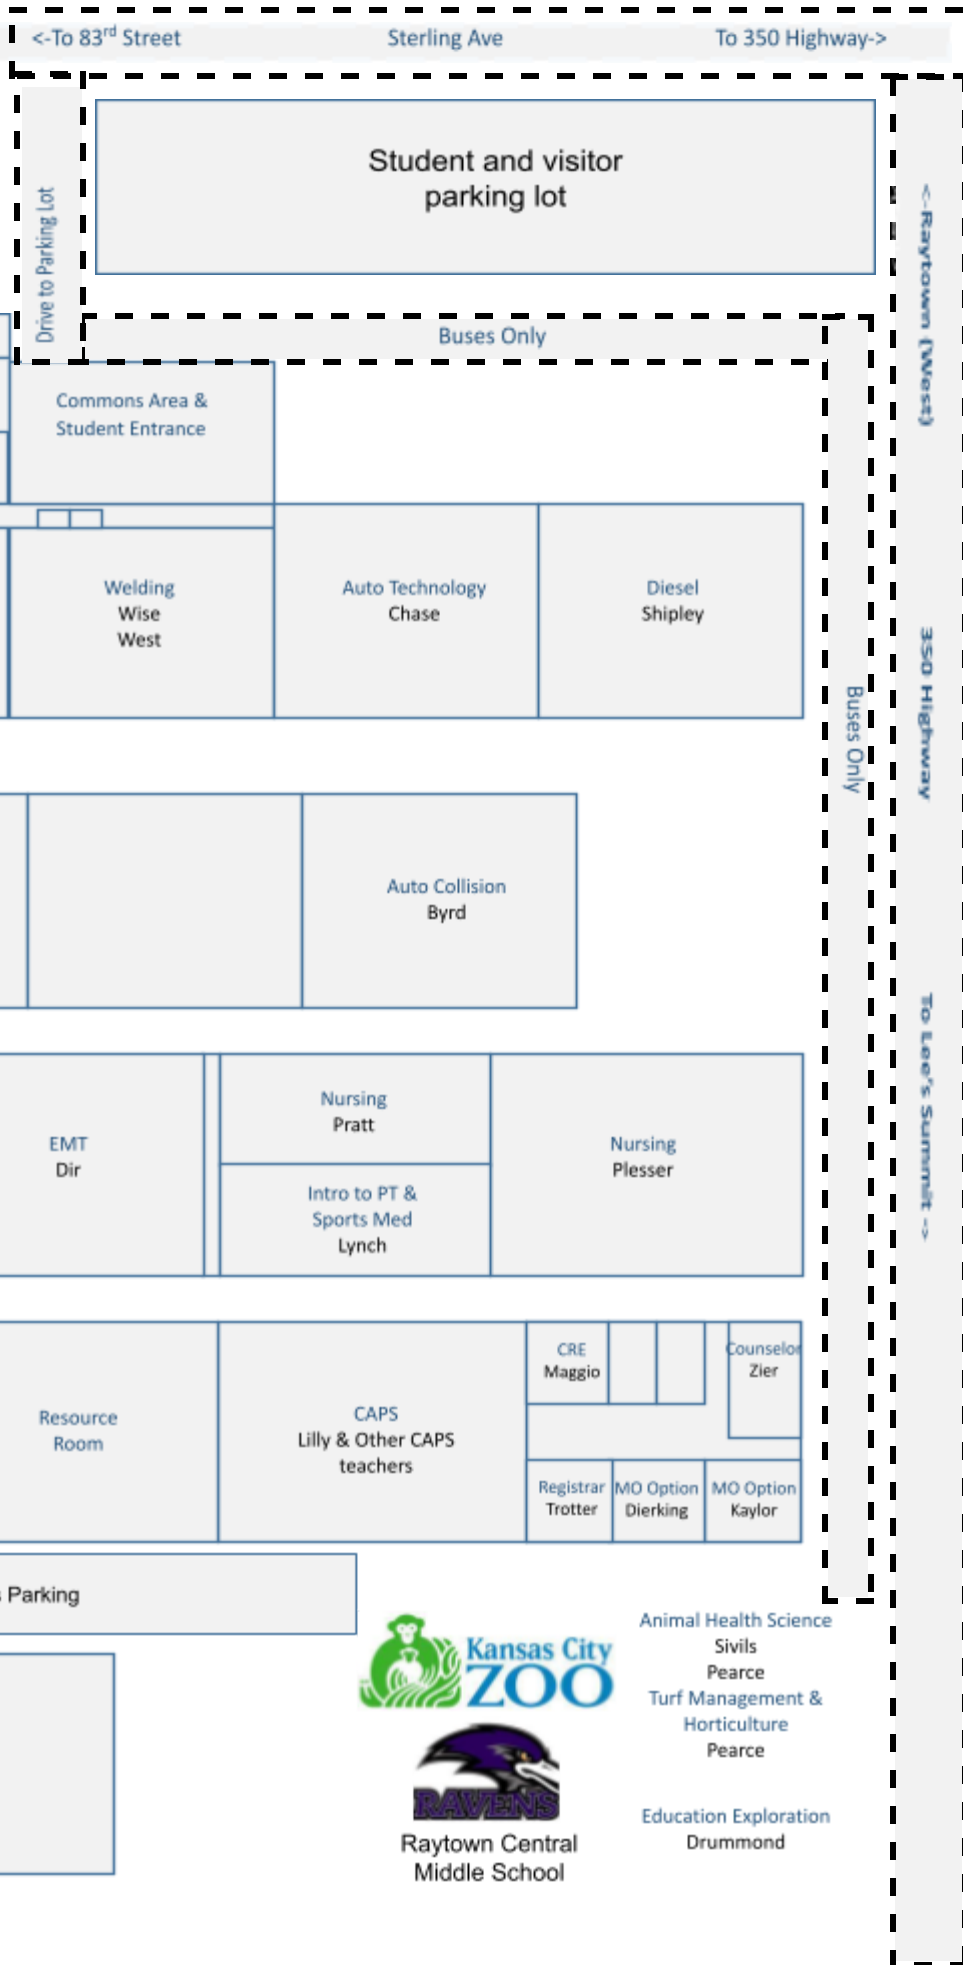 <-To 83rd Street Sterling Ave To 350 Highway->
Student and visitor
parking lot
Drive to Parking Lot
<-Raytown (West)
Buses Only
Commons Area &
Student Entrance
Welding
Wise
West
Auto Technology
Chase
Diesel
Shipley
350 Highway
Buses Only
Auto Collision
Byrd
To Lee's Summit ->
EMT
Dir
Nursing
Pratt
Intro to PT &
Sports Med
Lynch
Nursing
Plesser
Resource
Room
CAPS
Lilly & Other CAPS
teachers
CRE
Maggio
Counselor
Zier
Registrar
Trotter
MO Option
Dierking
MO Option
Kaylor
Parking
Kansas City
ZOO
RAVENS
Raytown Central
Middle School
Animal Health Science
Sivils
Pearce
Turf Management &
Horticulture
Pearce
Education Exploration
Drummond